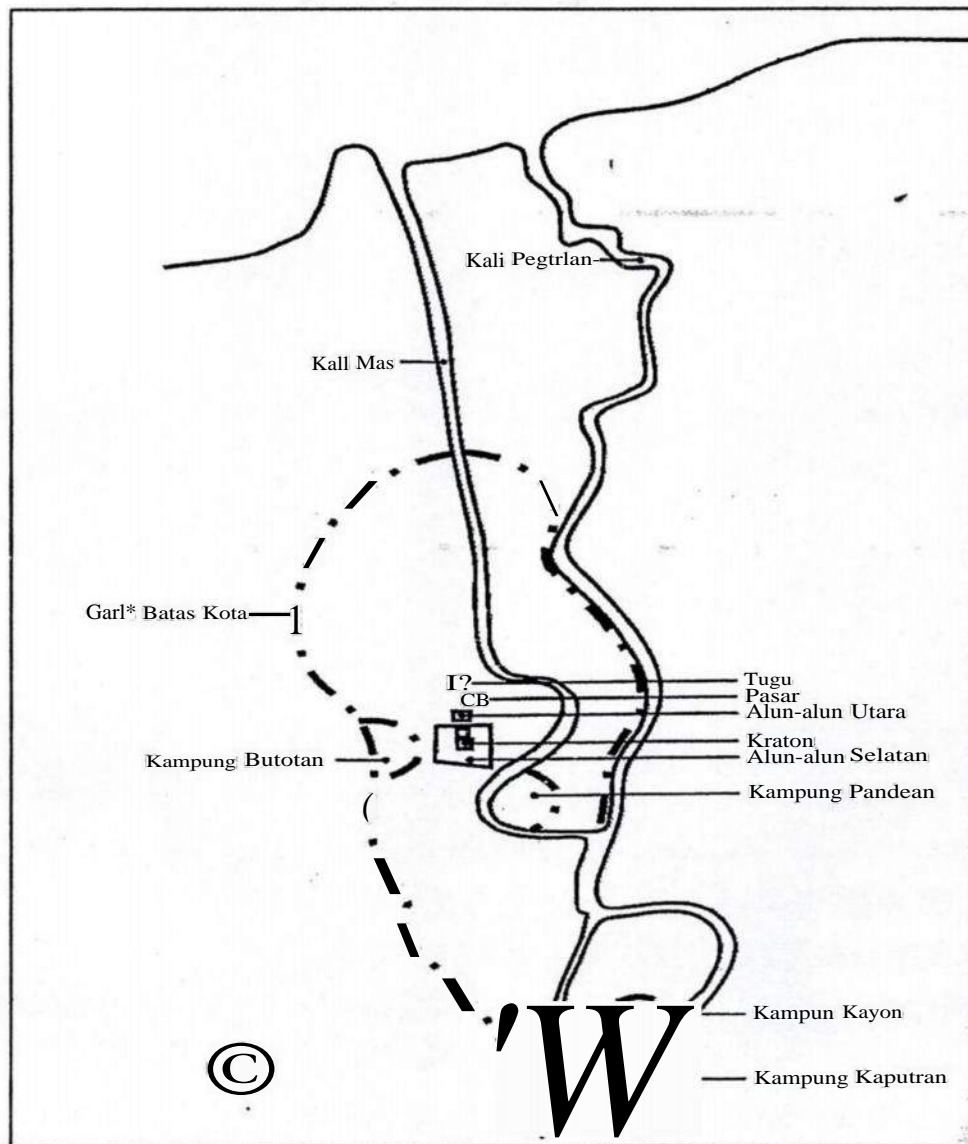 Kali Pegtrlan
Kall Mas
Garl* Batas Kota
1
I?
Tugu
CB
Pasar
Alun-alun Utara
Kraton
Kampung Butotan
Alun-alun Selatan
Kampung Pandean
(
Kampun Kayon
©
'W
Kampung Kaputran